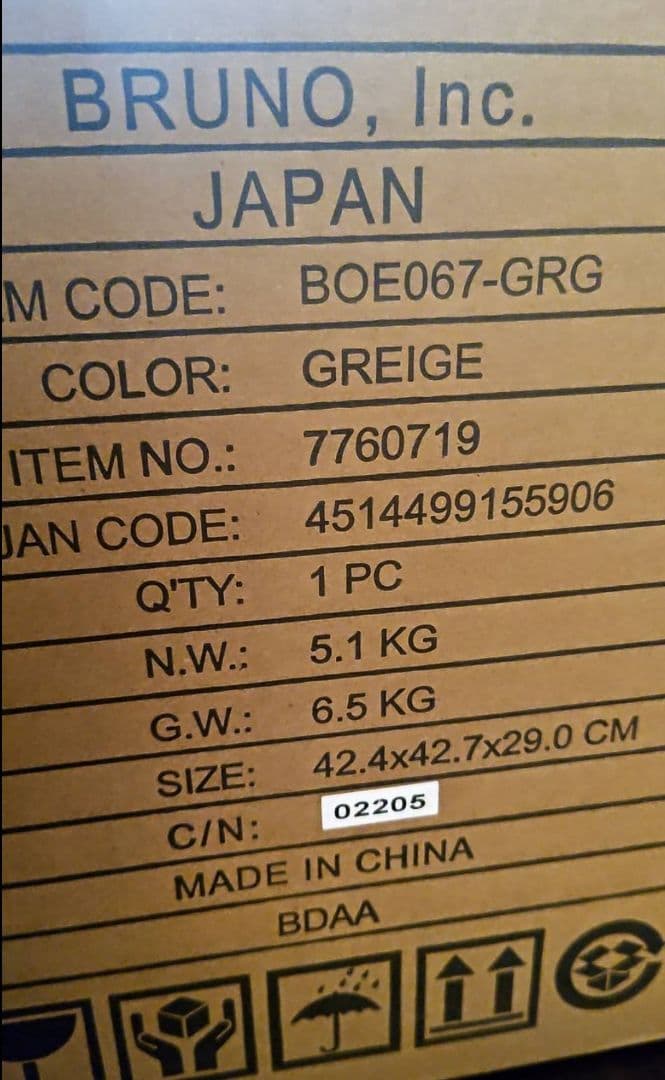 BRUNO, Inc.
JAPAN
M CODE: BOE067-GRG
COLOR: GREIGE
ITEM NO.: 7760719
JAN CODE: 4514499155906
Q'TY: 1 PC
N.W.: 5.1 KG
G.W.: 6.5 KG
SIZE: 42.4x42.7x29.0 CM
C/N: 02205
MADE IN CHINA
BDAA